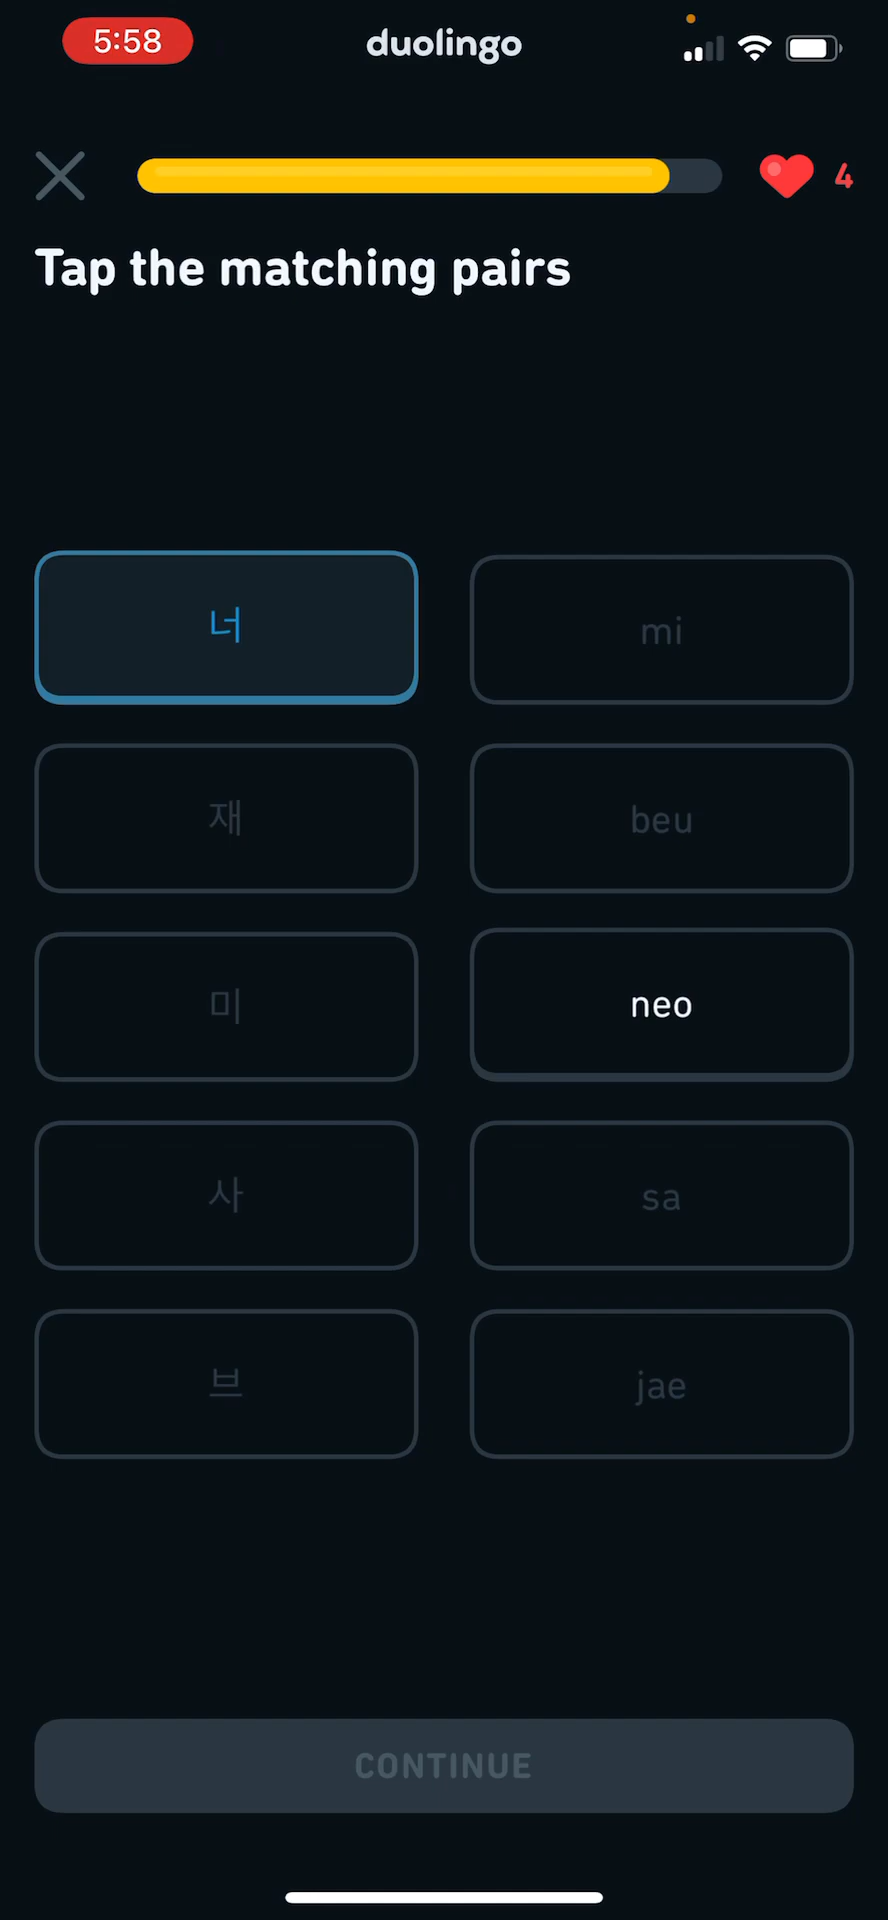 5:58
duolingo
4
Tap the matching pairs
너
mi
재
beu
미
neo
사
sa
브
jae
CONTINUE